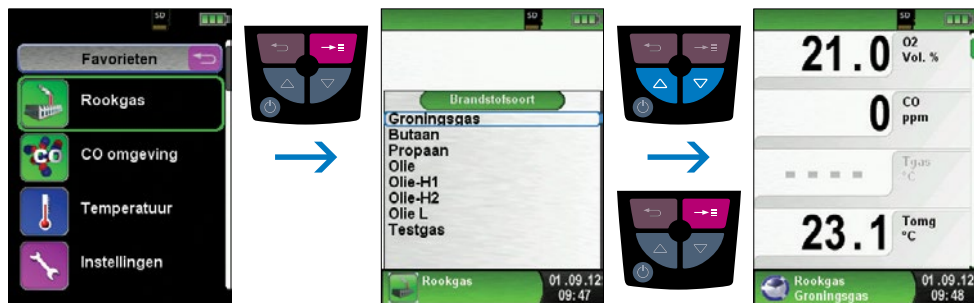 SD
Favorieten
Rookgas
CO
CO omgeving
Temperatuur
Instellingen
SD
Brandstofsoort
Groningsgas
Butaan
Propaan
Olie
Olie-H1
Olie-H2
Olie L
Testgas
Rookgas
01.09.12
09:47
SD
21.0 O2
Vol. %
0 CO
ppm
- - - - Tgas
°C
23.1 Tomg
°C
Rookgas
Groningsgas
01.09.12
09:48